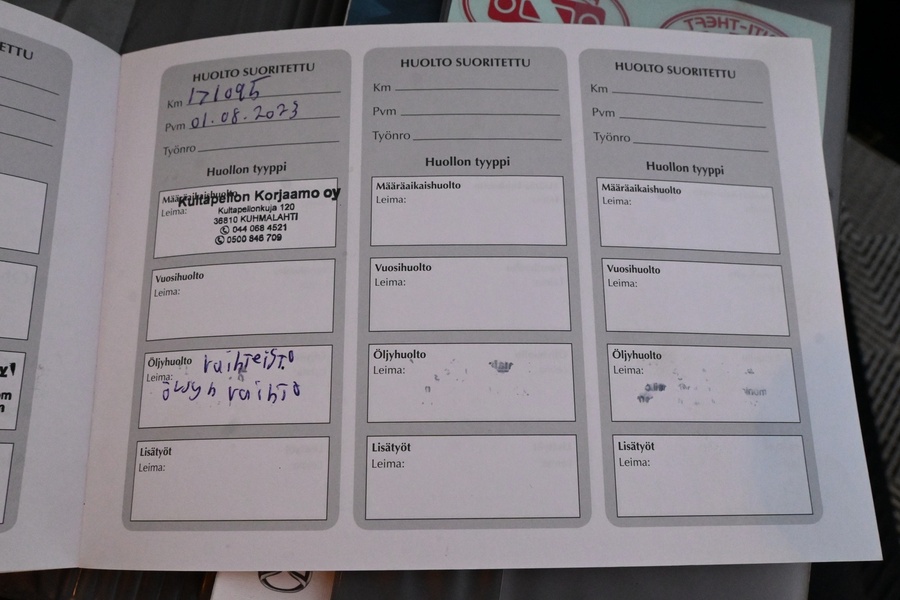 ETTU
HUOLTO SUORITETTU
Km 171095
Pvm 01.08.2023
Työnro
Huollon tyyppi
Määräaikaishuolto
Leima:
Kultapellon Korjaamo oy
Kultapellonkuja 120
36810 KUHMALAHTI
044 068 4521
0500 846 709
Vuosihuolto
Leima:
Öljyhuolto vaihteisto
Leima: öljyn vaihto
Lisätyöt
Leima:
HUOLTO SUORITETTU
Km
Pvm
Työnro
Huollon tyyppi
Määräaikaishuolto
Leima:
Vuosihuolto
Leima:
Öljyhuolto
Leima:
Lisätyöt
Leima:
HUOLTO SUORITETTU
Km
Pvm
Työnro
Huollon tyyppi
Määräaikaishuolto
Leima:
Vuosihuolto
Leima:
Öljyhuolto
Leima:
Lisätyöt
Leima: